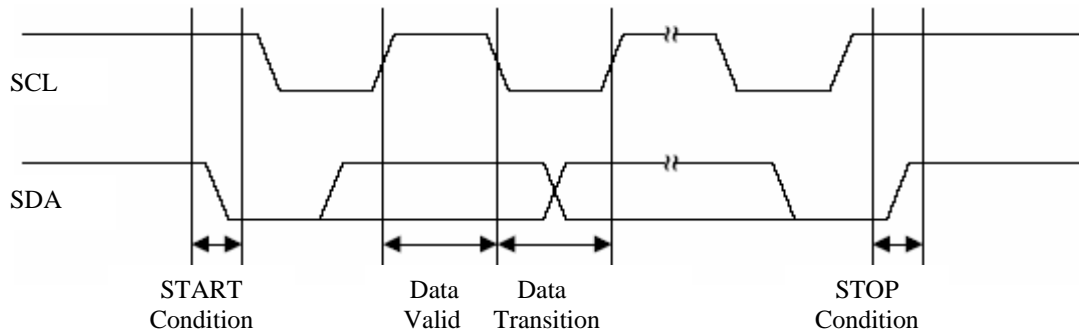 SCL
SDA
START
Condition
Data
Valid
Data
Transition
STOP
Condition